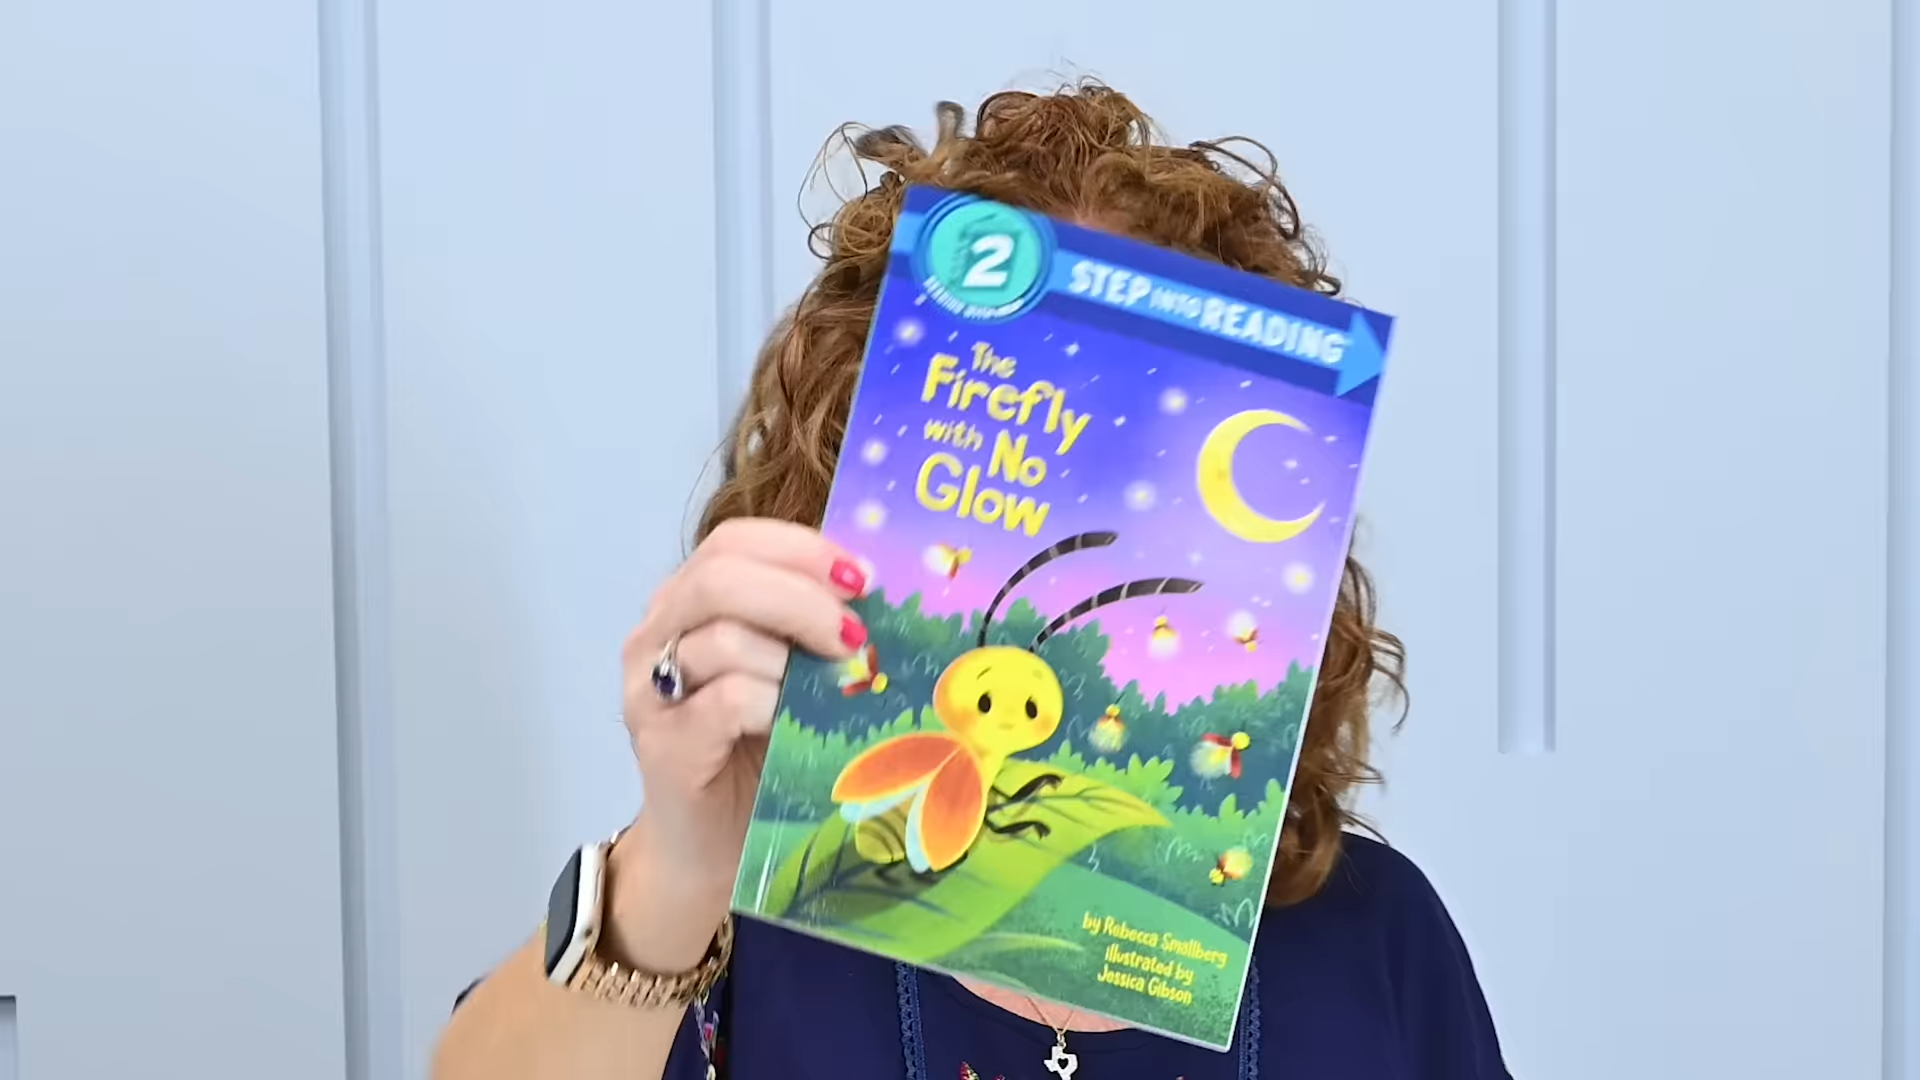 2
STEP INTO READING
The
Firefly
with No
Glow
by Rebecca Smallberg
illustrated by
Jessica Gibson